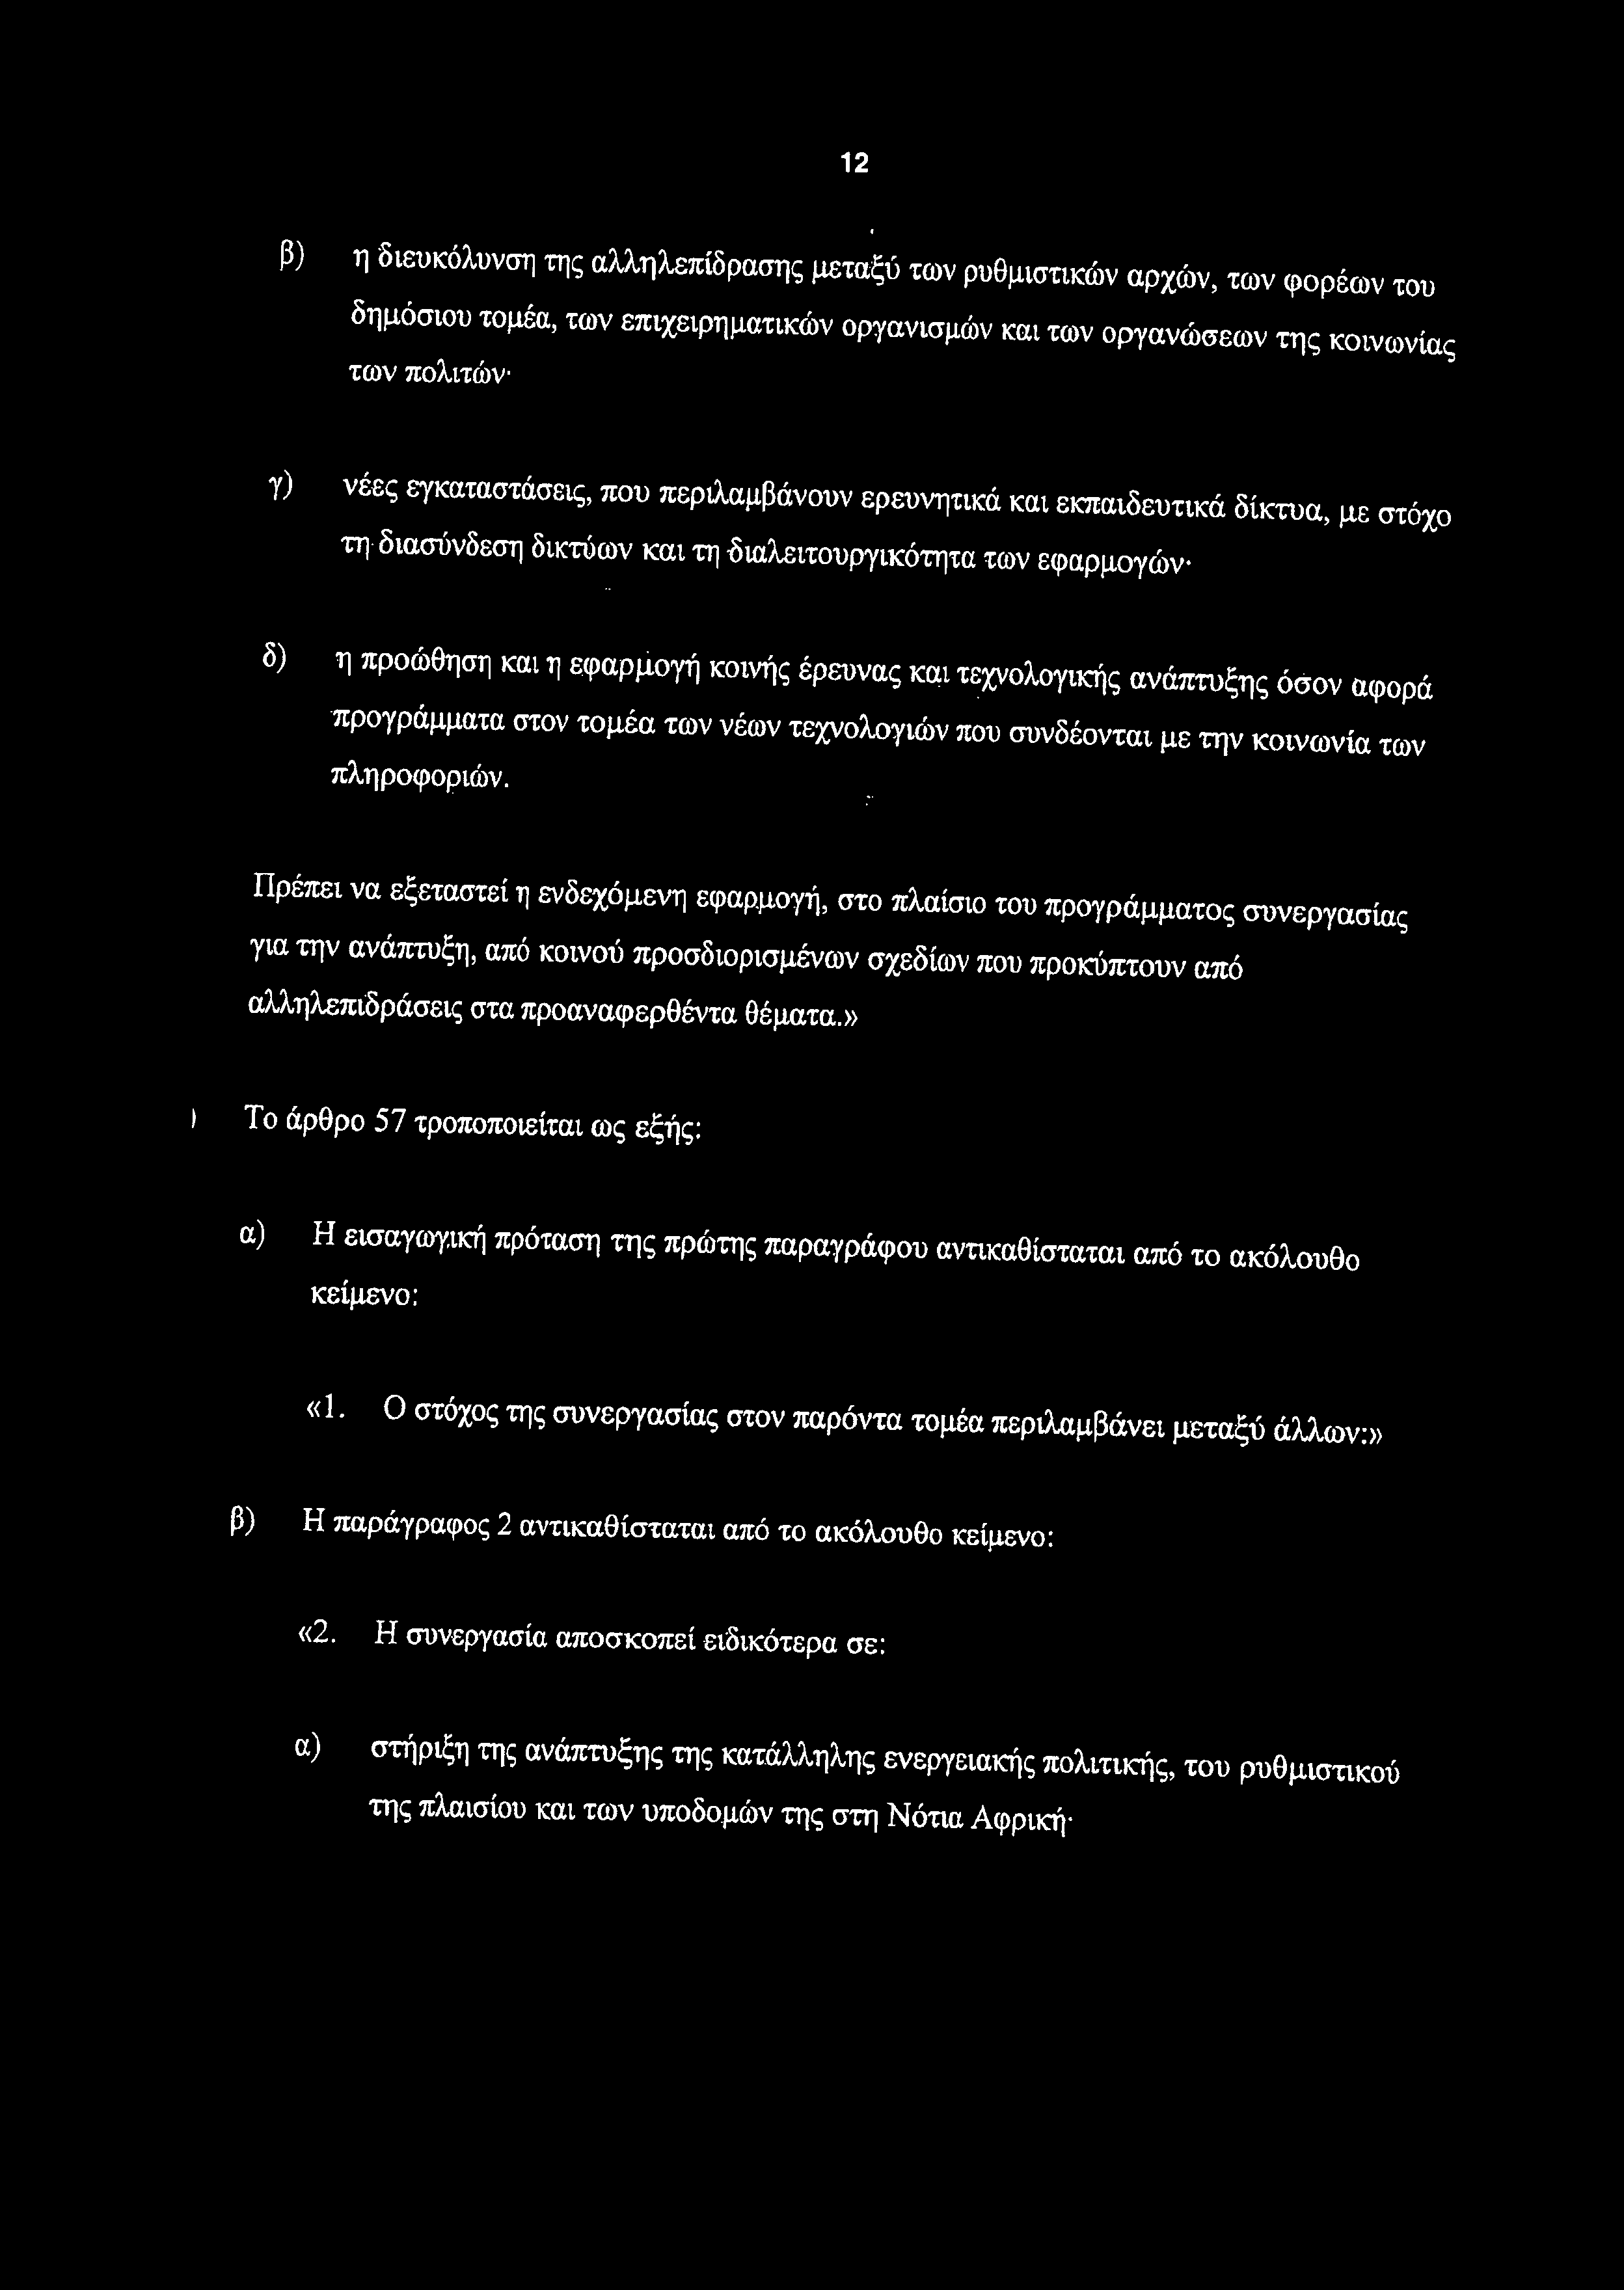 12
β) η διευκόλυνση της αλληλεπίδρασης μεταξύ των ρυθμιστικών αρχών, των φορέων του
δημόσιου τομέα, των επιχειρηματικών οργανισμών και των οργανώσεων της κοινωνίας
των πολιτών·
γ) νέες εγκαταστάσεις, που περιλαμβάνουν ερευνητικά και εκπαιδευτικά δίκτυα, με στόχο
τη διασύνδεση δικτύων και τη διαλειτουργικότητα των εφαρμογών·
δ) η προώθηση και η εφαρμογή κοινής έρευνας και τεχνολογικής ανάπτυξης όσον αφορά
προγράμματα στον τομέα των νέων τεχνολογιών που συνδέονται με την κοινωνία των
πληροφοριών.
Πρέπει να εξεταστεί η ενδεχόμενη εφαρμογή, στο πλαίσιο του προγράμματος συνεργασίας
για την ανάπτυξη, από κοινού προσδιορισμένων σχεδίων που προκύπτουν από
αλληλεπιδράσεις στα προαναφερθέντα θέματα.»
) Το άρθρο 57 τροποποιείται ως εξής:
α) Η εισαγωγική πρόταση της πρώτης παραγράφου αντικαθίσταται από το ακόλουθο
κείμενο:
«1. Ο στόχος της συνεργασίας στον παρόντα τομέα περιλαμβάνει μεταξύ άλλων:»
β) Η παράγραφος 2 αντικαθίσταται από το ακόλουθο κείμενο:
«2. Η συνεργασία αποσκοπεί ειδικότερα σε:
α) στήριξη της ανάπτυξης της κατάλληλης ενεργειακής πολιτικής, του ρυθμιστικού
της πλαισίου και των υποδομών της στη Νότια Αφρική·